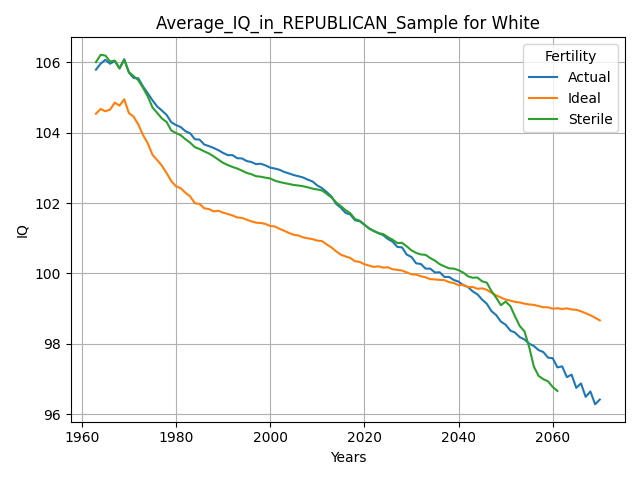 Average_IQ_in_REPUBLICAN_Sample for White
Fertility
Actual
Ideal
Sterile
IQ
106
104
102
100
98
96
1960
1980
2000
2020
2040
2060
Years